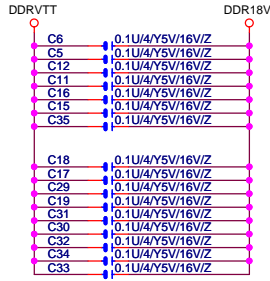 DDRVTT DDR18V
C6 0.1U/4/Y5V/16V/Z
C5 0.1U/4/Y5V/16V/Z
C12 0.1U/4/Y5V/16V/Z
C11 0.1U/4/Y5V/16V/Z
C16 0.1U/4/Y5V/16V/Z
C15 0.1U/4/Y5V/16V/Z
C35 0.1U/4/Y5V/16V/Z
C18 0.1U/4/Y5V/16V/Z
C17 0.1U/4/Y5V/16V/Z
C29 0.1U/4/Y5V/16V/Z
C19 0.1U/4/Y5V/16V/Z
C31 0.1U/4/Y5V/16V/Z
C30 0.1U/4/Y5V/16V/Z
C32 0.1U/4/Y5V/16V/Z
C34 0.1U/4/Y5V/16V/Z
C33 0.1U/4/Y5V/16V/Z